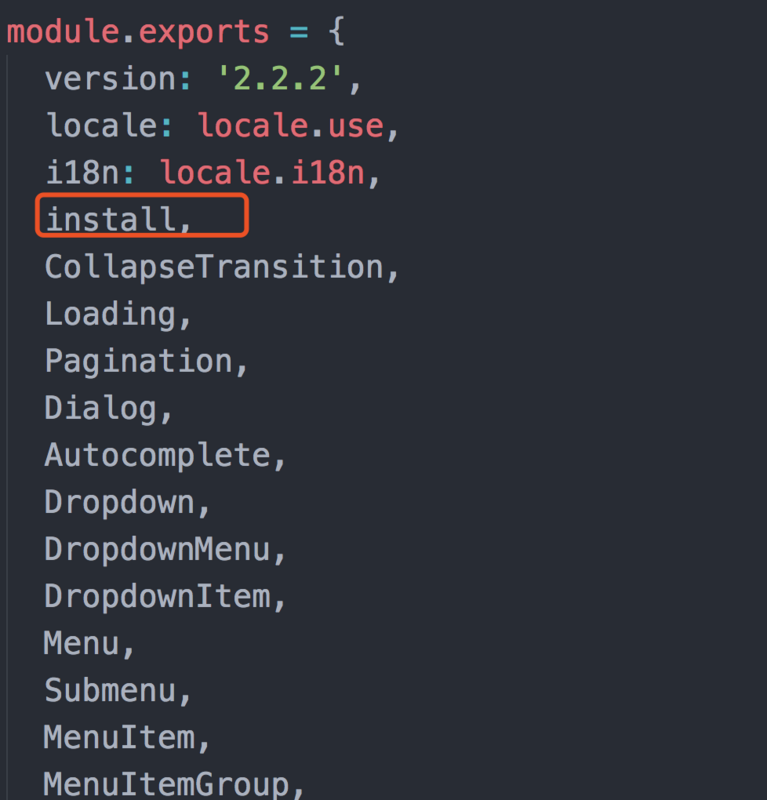 module.exports = {
version: '2.2.2',
locale: locale.use,
i18n: locale.i18n,
install,
CollapseTransition,
Loading,
Pagination,
Dialog,
Autocomplete,
Dropdown,
DropdownMenu,
DropdownItem,
Menu,
Submenu,
MenuItem,
MenuItemGroup,